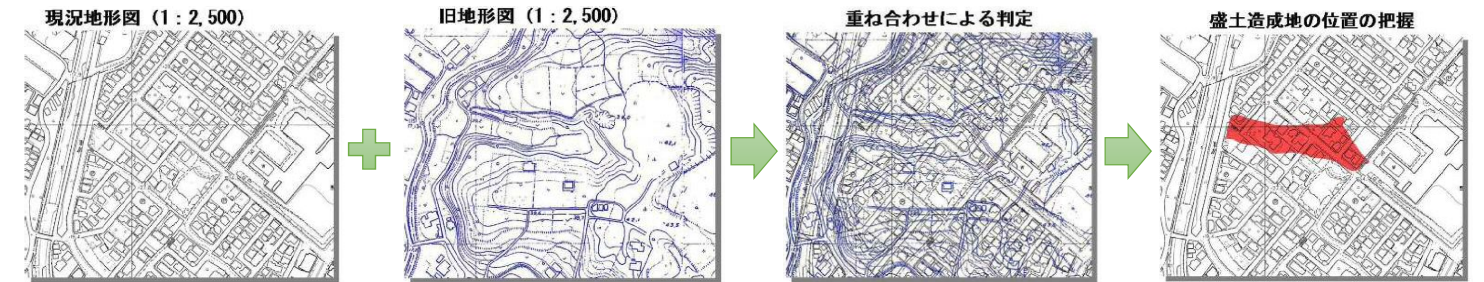 現況地形図（1：2,500）
旧地形図（1：2,500）
重ね合わせによる判定
盛土造成地の位置の把握